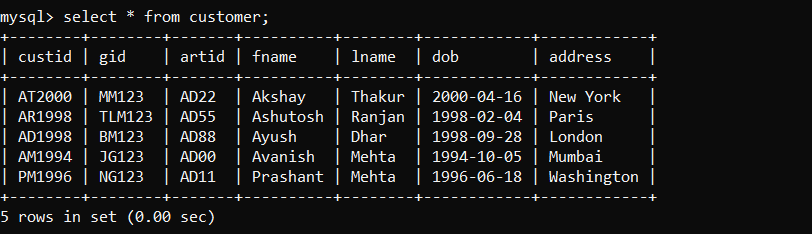 mysql> select * from customer;
+--------+--------+-------+----------+--------+------------+------------+
| custid | gid    | artid | fname    | lname  | dob        | address    |
+--------+--------+-------+----------+--------+------------+------------+
| AT2000 | MM123  | AD22  | Akshay   | Thakur | 2000-04-16 | New York   |
| AR1998 | TLM123 | AD55  | Ashutosh | Ranjan | 1998-02-04 | Paris      |
| AD1998 | BM123  | AD88  | Ayush    | Dhar   | 1998-09-28 | London     |
| AM1994 | JG123  | AD00  | Avanish  | Mehta  | 1994-10-05 | Mumbai     |
| PM1996 | NG123  | AD11  | Prashant | Mehta  | 1996-06-18 | Washington |
+--------+--------+-------+----------+--------+------------+------------+
5 rows in set (0.00 sec)